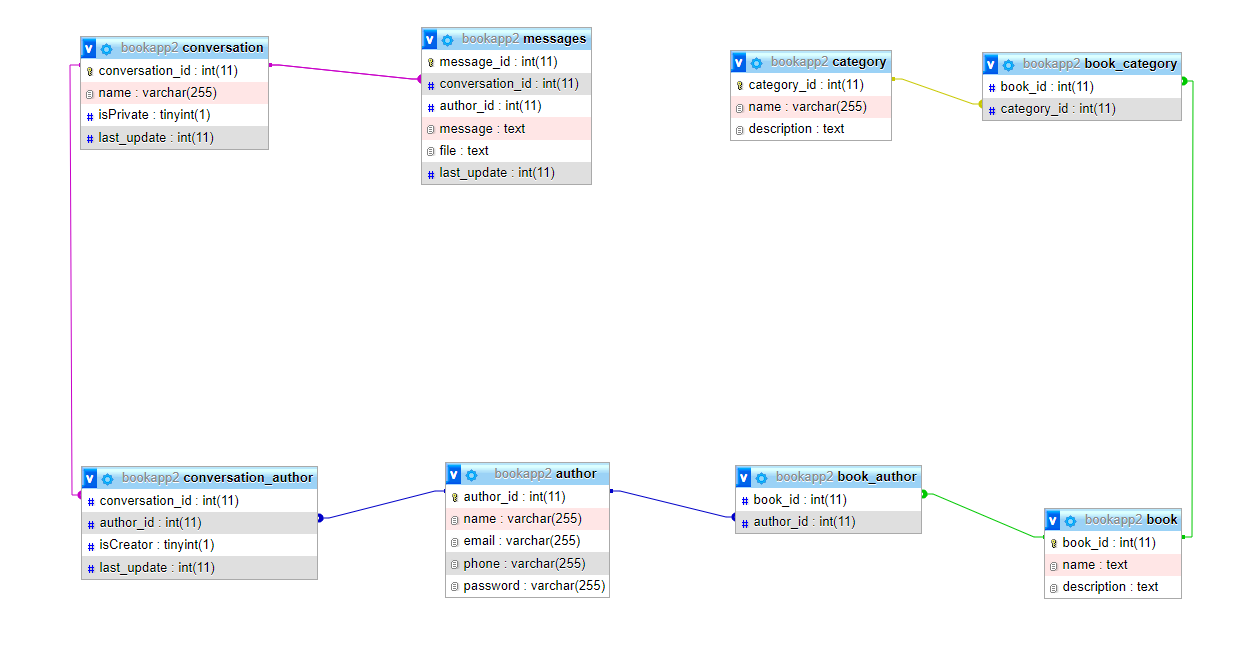 v bookapp2 conversation
conversation_id : int(11)
name : varchar(255)
# isPrivate : tinyint(1)
# last_update : int(11)
v bookapp2 messages
message_id : int(11)
# conversation_id : int(11)
# author_id : int(11)
message : text
file : text
# last_update : int(11)
v bookapp2 category
category_id : int(11)
name : varchar(255)
description : text
v bookapp2 book_category
# book_id : int(11)
# category_id : int(11)
v bookapp2 conversation_author
# conversation_id : int(11)
# author_id : int(11)
# isCreator : tinyint(1)
# last_update : int(11)
v bookapp2 author
author_id : int(11)
name : varchar(255)
email : varchar(255)
phone : varchar(255)
password : varchar(255)
v bookapp2 book_author
# book_id : int(11)
# author_id : int(11)
v bookapp2 book
book_id : int(11)
name : text
description : text